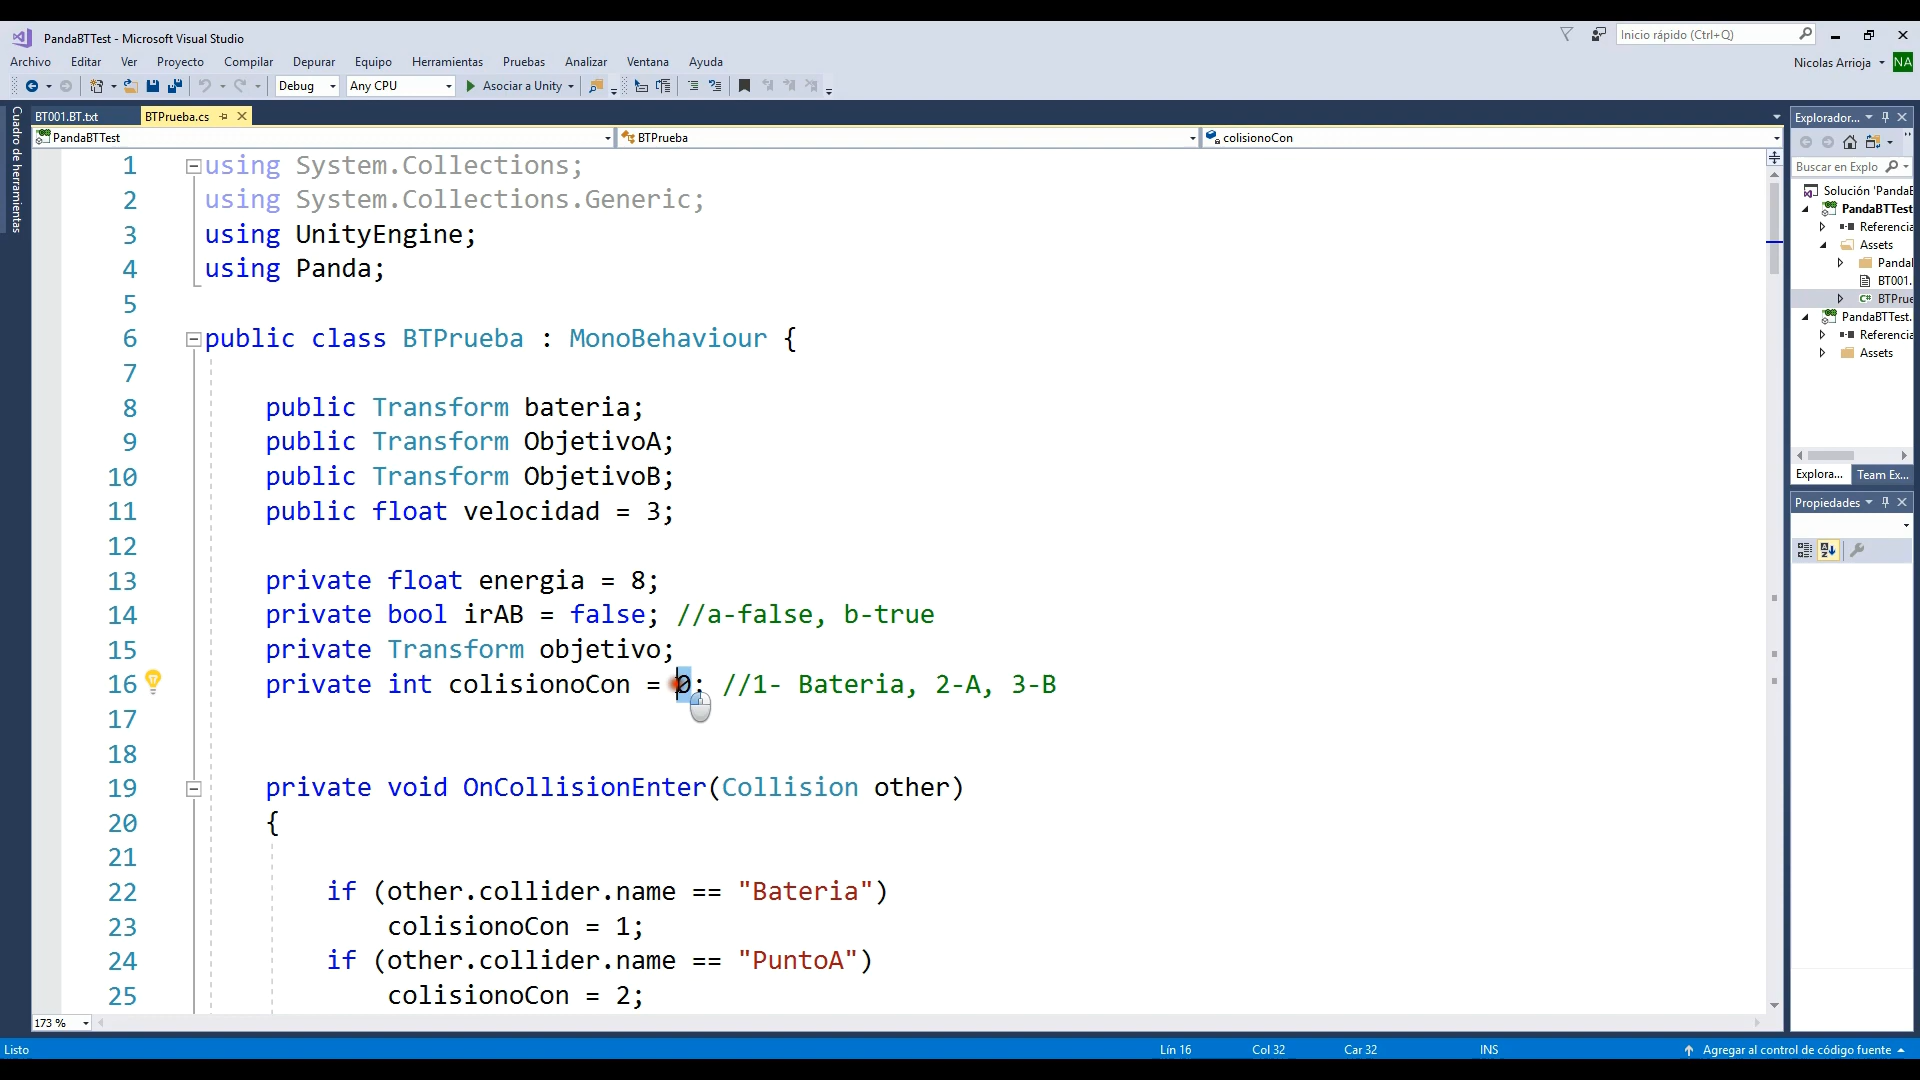 PandaBTTest - Microsoft Visual Studio
Inicio rápido (Ctrl+Q)
Archivo Editar Ver Proyecto Compilar Depurar Equipo Herramientas Pruebas Analizar Ventana Ayuda
Nicolas Arrioja NA
Debug Any CPU Asociar a Unity
Cuadro de herramientas
BT001.BT.txt BTPrueba.cs
PandaBTTest BTPrueba colisionoCon
1 using System.Collections;
2 using System.Collections.Generic;
3 using UnityEngine;
4 using Panda;
5
6 public class BTPrueba : MonoBehaviour {
7
8 public Transform bateria;
9 public Transform ObjetivoA;
10 public Transform ObjetivoB;
11 public float velocidad = 3;
12
13 private float energia = 8;
14 private bool irAB = false; //a-false, b-true
15 private Transform objetivo;
16 private int colisionoCon = 0; //1- Bateria, 2-A, 3-B
17
18
19 private void OnCollisionEnter(Collision other)
20 {
21
22 if (other.collider.name == "Bateria")
23 colisionoCon = 1;
24 if (other.collider.name == "PuntoA")
25 colisionoCon = 2;
173 %
Explorador...
Buscar en Explo
Solución 'PandaB
PandaBTTest
Referencia
Assets
Panda
BT001.
C# BTPrue
PandaBTTest.
Referencia
Assets
Explora... Team Ex...
Propiedades
Listo Lín 16 Col 32 Car 32 INS Agregar al control de código fuente